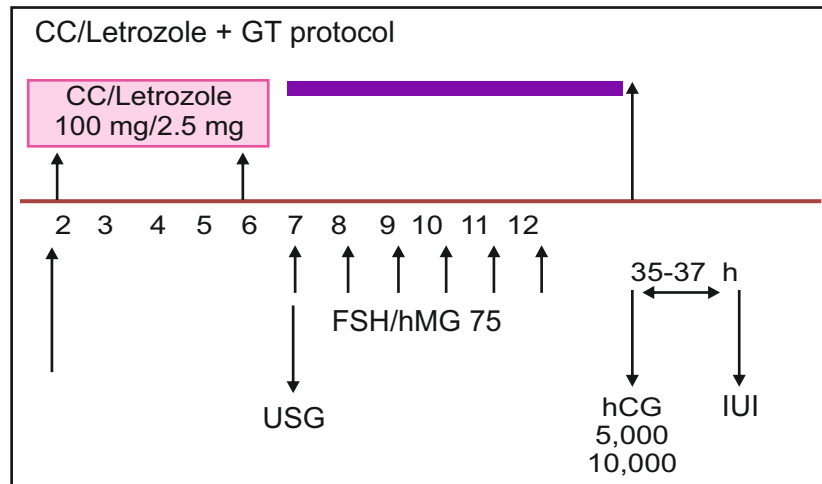 CC/Letrozole + GT protocol
CC/Letrozole
100 mg/2.5 mg
2 3 4 5 6 7 8 9 10 11 12
35-37 h
FSH/hMG 75
USG
hCG
5,000
10,000
IUI